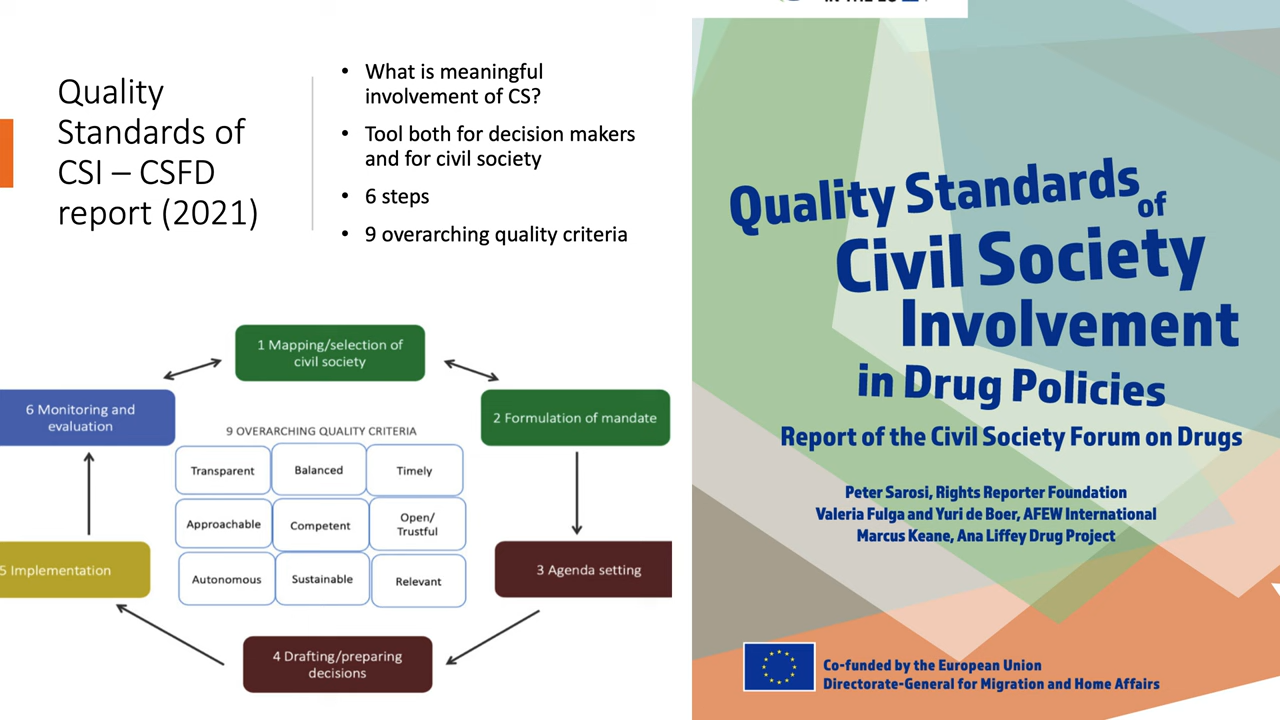 Quality
Standards of
CSI – CSFD
report (2021)
• What is meaningful
involvement of CS?
• Tool both for decision makers
and for civil society
• 6 steps
• 9 overarching quality criteria
1 Mapping/selection of
civil society
2 Formulation of mandate
3 Agenda setting
4 Drafting/preparing
decisions
5 Implementation
6 Monitoring and
evaluation
9 OVERARCHING QUALITY CRITERIA
Transparent
Balanced
Timely
Approachable
Competent
Open/
Trustful
Autonomous
Sustainable
Relevant
Quality Standards
of
Civil Society
Involvement
in Drug Policies
Report of the Civil Society Forum on Drugs
Peter Sarosi, Rights Reporter Foundation
Valeria Fulga and Yuri de Boer, AFEW International
Marcus Keane, Ana Liffey Drug Project
Co-funded by the European Union
Directorate-General for Migration and Home Affairs